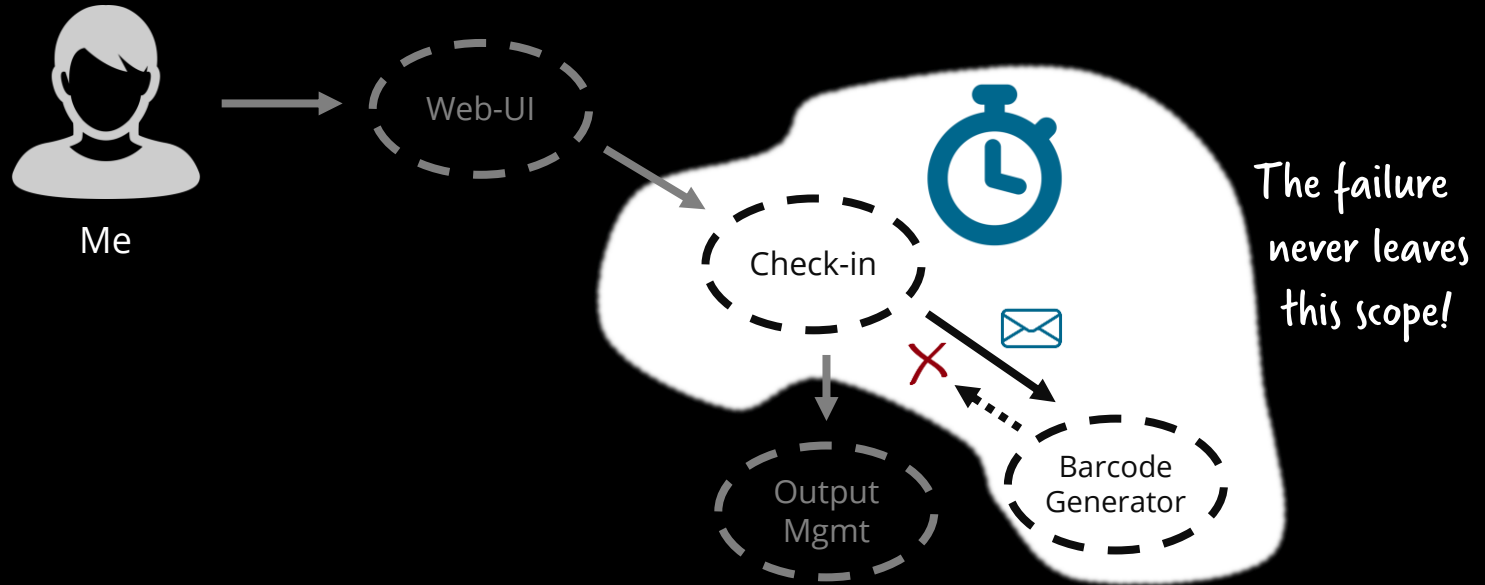 Me
Web-UI
Check-in
The failure
never leaves
this scope!
Output
Mgmt
Barcode
Generator